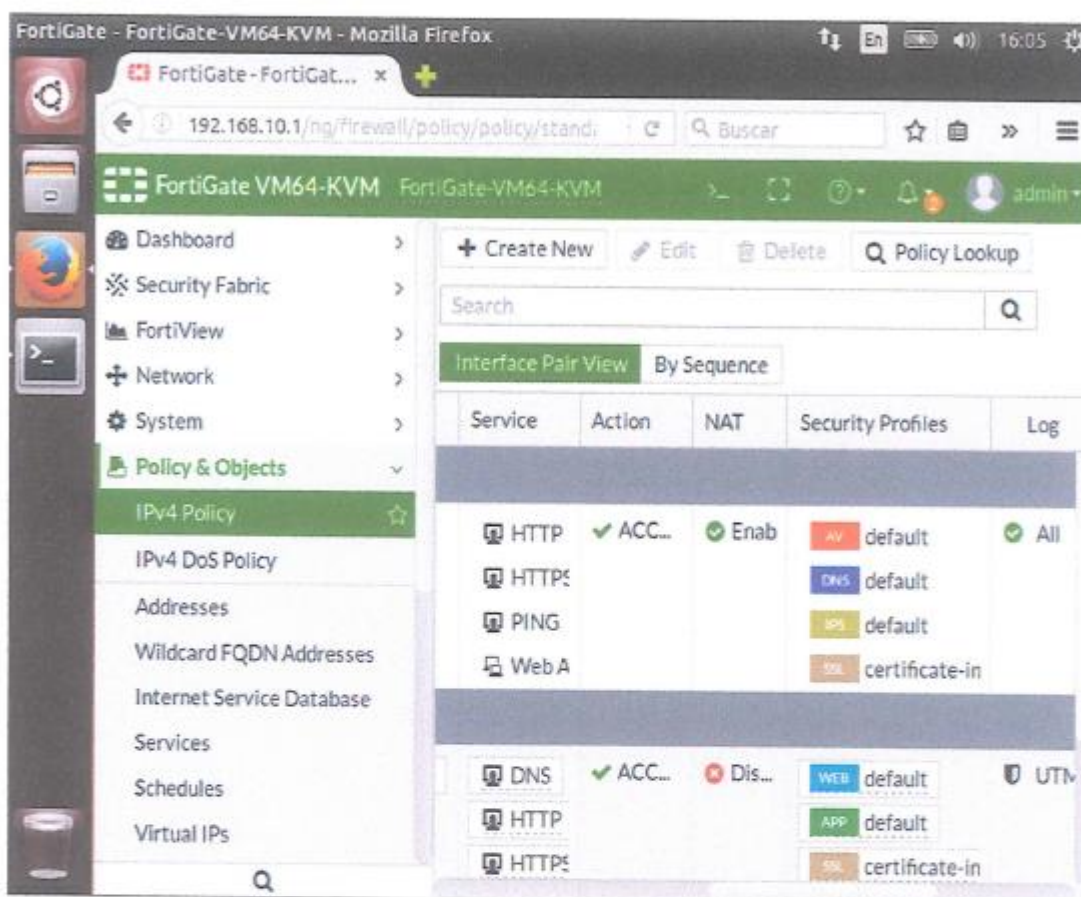 FortiGate - FortiGate-VM64-KVM - Mozilla Firefox
En
16:05
FortiGate - FortiGat...
192.168.10.1/ng/firewall/policy/policy/standa
Buscar
FortiGate VM64-KVM FortiGate-VM64-KVM
admin
Dashboard
Security Fabric
FortiView
Network
System
Policy & Objects
IPv4 Policy
IPv4 DoS Policy
Addresses
Wildcard FQDN Addresses
Internet Service Database
Services
Schedules
Virtual IPs
Create New Edit Delete Policy Lookup
Search
Interface Pair View By Sequence
Service Action NAT Security Profiles Log
HTTP ACC... Enab AV default All
HTTPS DNS default
PING IPS default
Web A SSL certificate-in
DNS ACC... Dis... WEB default UTM
HTTP APP default
HTTPS SSL certificate-in